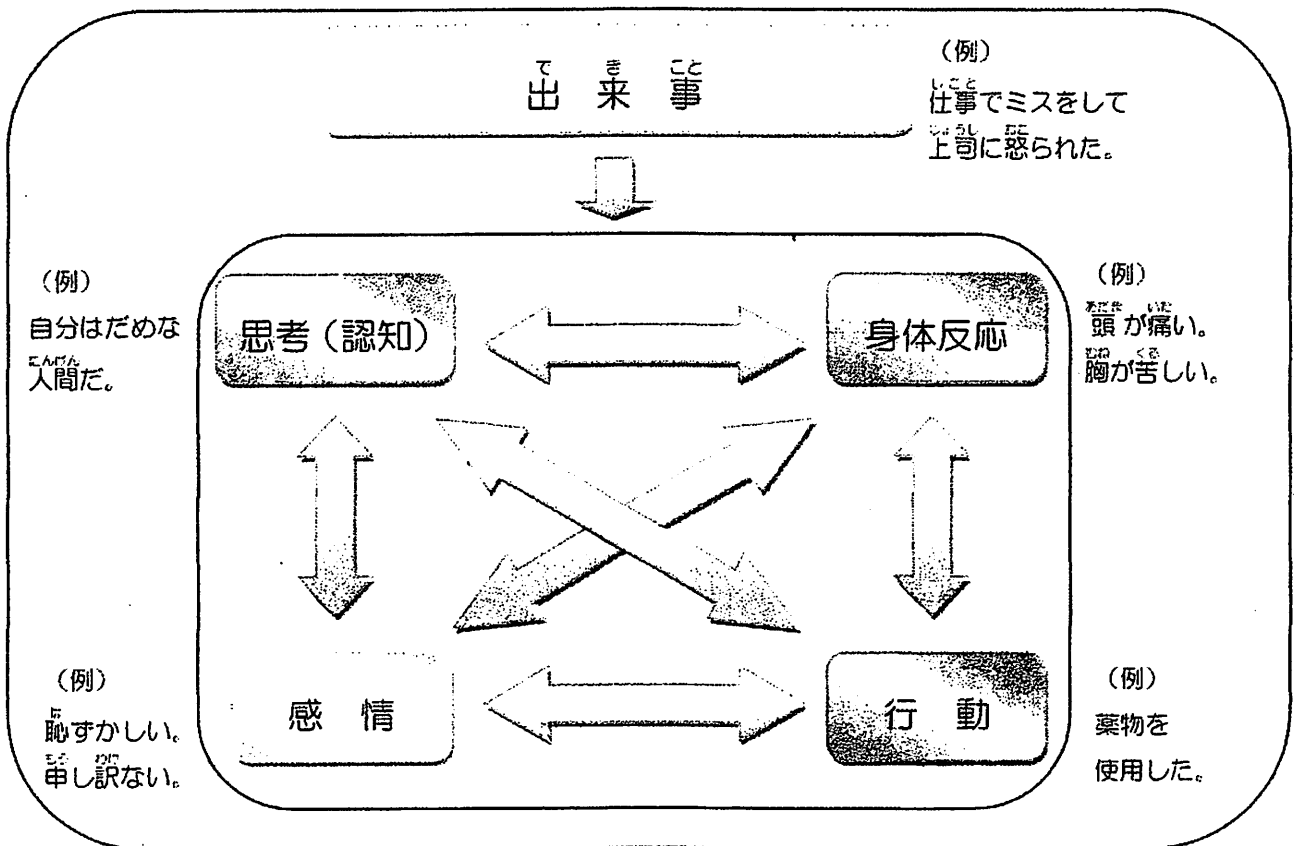 出来事
（例）
仕事でミスをして
上司に怒られた。
（例）
自分はだめな
人間だ。
思考（認知）
身体反応
（例）
頭が痛い。
胸が苦しい。
（例）
恥ずかしい。
申し訳ない。
感情
行動
（例）
薬物を
使用した。